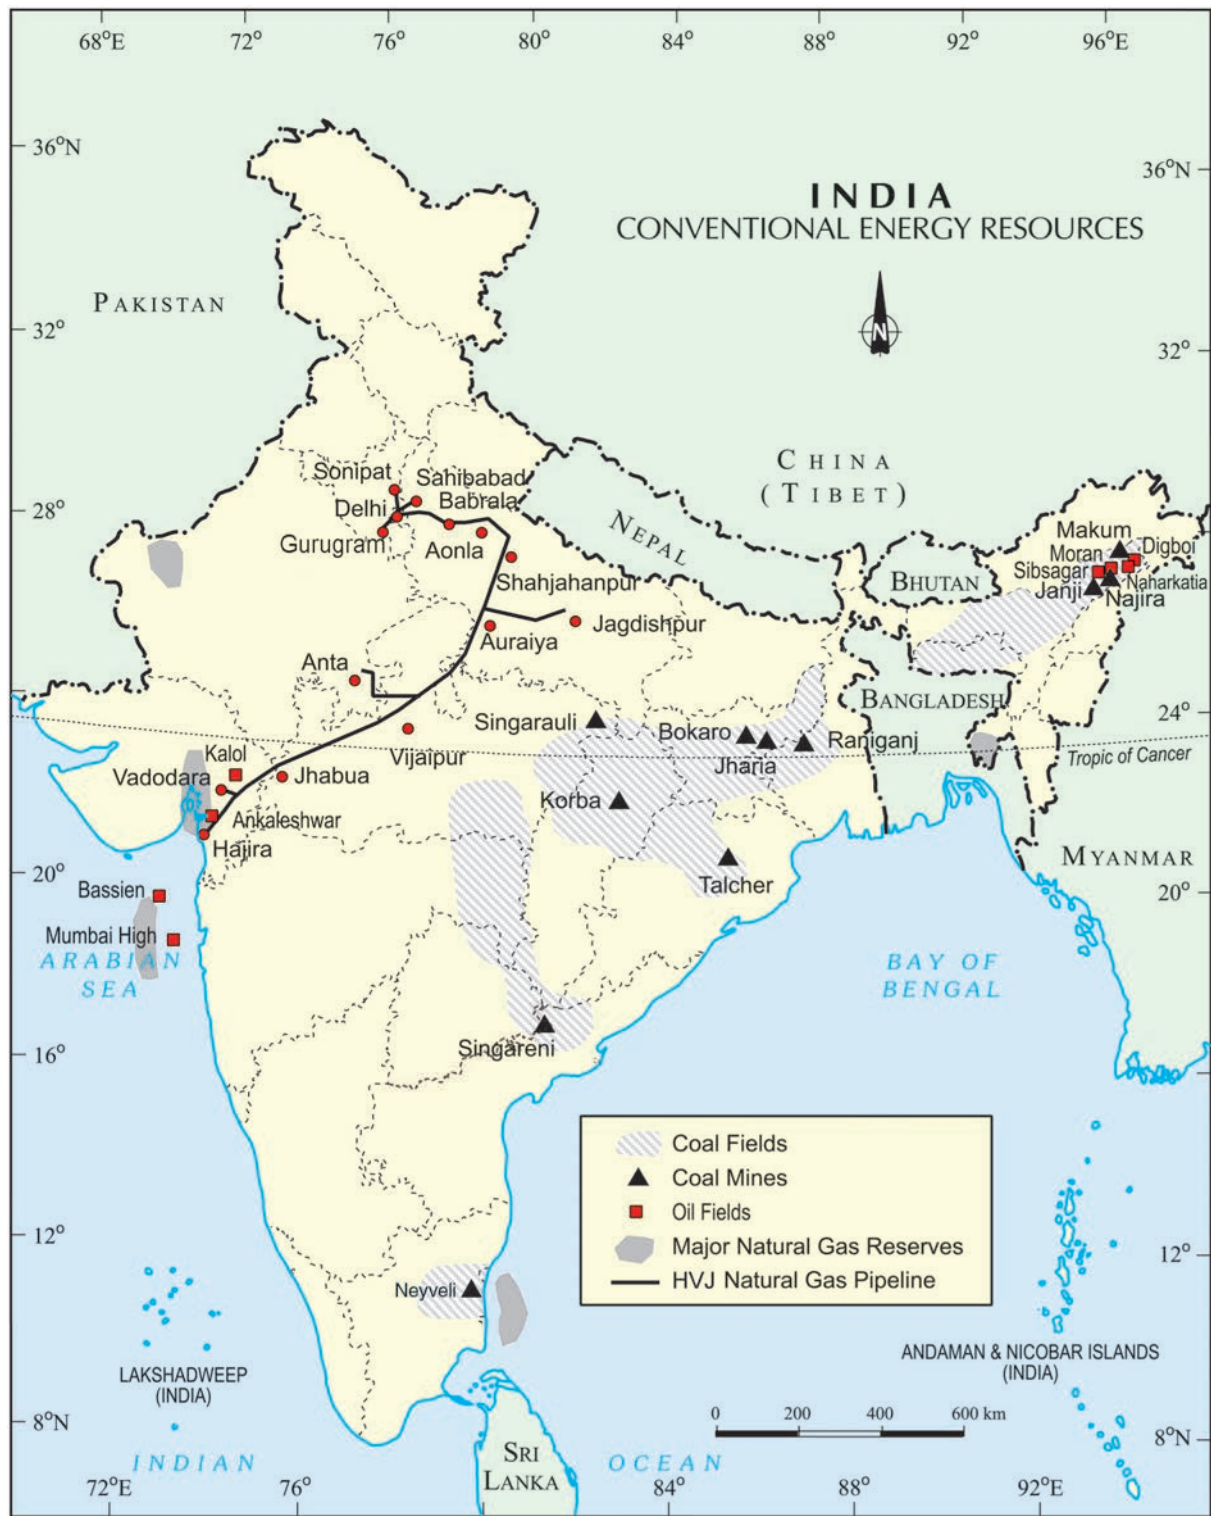 68°E 72° 76° 80° 84° 88° 92° 96°E
36°N
36°N
INDIA
CONVENTIONAL ENERGY RESOURCES
PAKISTAN
N
32°
32°
CHINA
(TIBET)
Sonipat
Sahibabad
Delhi
Babrala
28°
Gurugram
Aonla
NEPAL
Makum
Moran
Digboi
Sibsagar
BHUTAN
Naharkatia
Janji
Najira
Shahjahanpur
Jagdishpur
Auraiya
Anta
BANGLADESH
24°
Singarauli
Bokaro
Raniganj
Vijaipur
Tropic of Cancer
Kalol
Jharia
Vadodara
Jhabua
Korba
Ankaleshwar
Hajira
MYANMAR
20°
Talcher
20°
Bassien
Mumbai High
ARABIAN
SEA
BAY OF
BENGAL
Singareni
16°
Coal Fields
Coal Mines
Oil Fields
Major Natural Gas Reserves
HVJ Natural Gas Pipeline
12°
12°
Neyveli
LAKSHADWEEP
(INDIA)
ANDAMAN & NICOBAR ISLANDS
(INDIA)
0 200 400 600 km
8°N
8°N
INDIAN
SRI
LANKA
OCEAN
72°E 76° 84° 88° 92°E